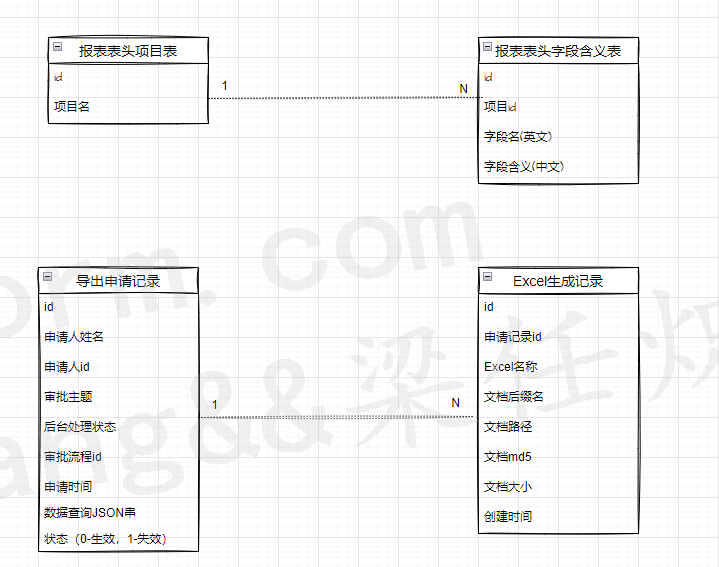 报表表头项目表
id
项目名
1
N
报表表头字段含义表
id
项目id
字段名(英文)
字段含义(中文)
导出申请记录
id
申请人姓名
申请人id
审批主题
后台处理状态
审批流程id
申请时间
数据查询JSON串
状态（0-生效，1-失效）
1
N
Excel生成记录
id
申请记录id
Excel名称
文档后缀名
文档路径
文档md5
文档大小
创建时间
orm. com
ang&&梁任